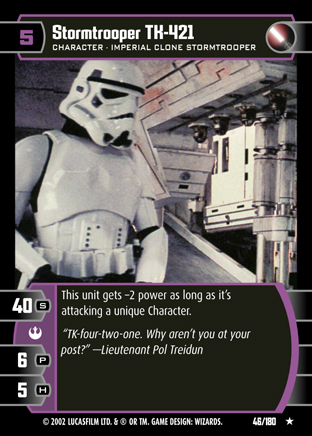 5 Stormtrooper TK-421
CHARACTER · IMPERIAL CLONE STORMTROOPER
40 S
This unit gets –2 power as long as it's
attacking a unique Character.
"TK-four-two-one. Why aren't you at your
post?" —Lieutenant Pol Treidun
6 P
5 H
© 2002 LUCASFILM LTD. & ® OR TM. GAME DESIGN: WIZARDS. 46/180 ★